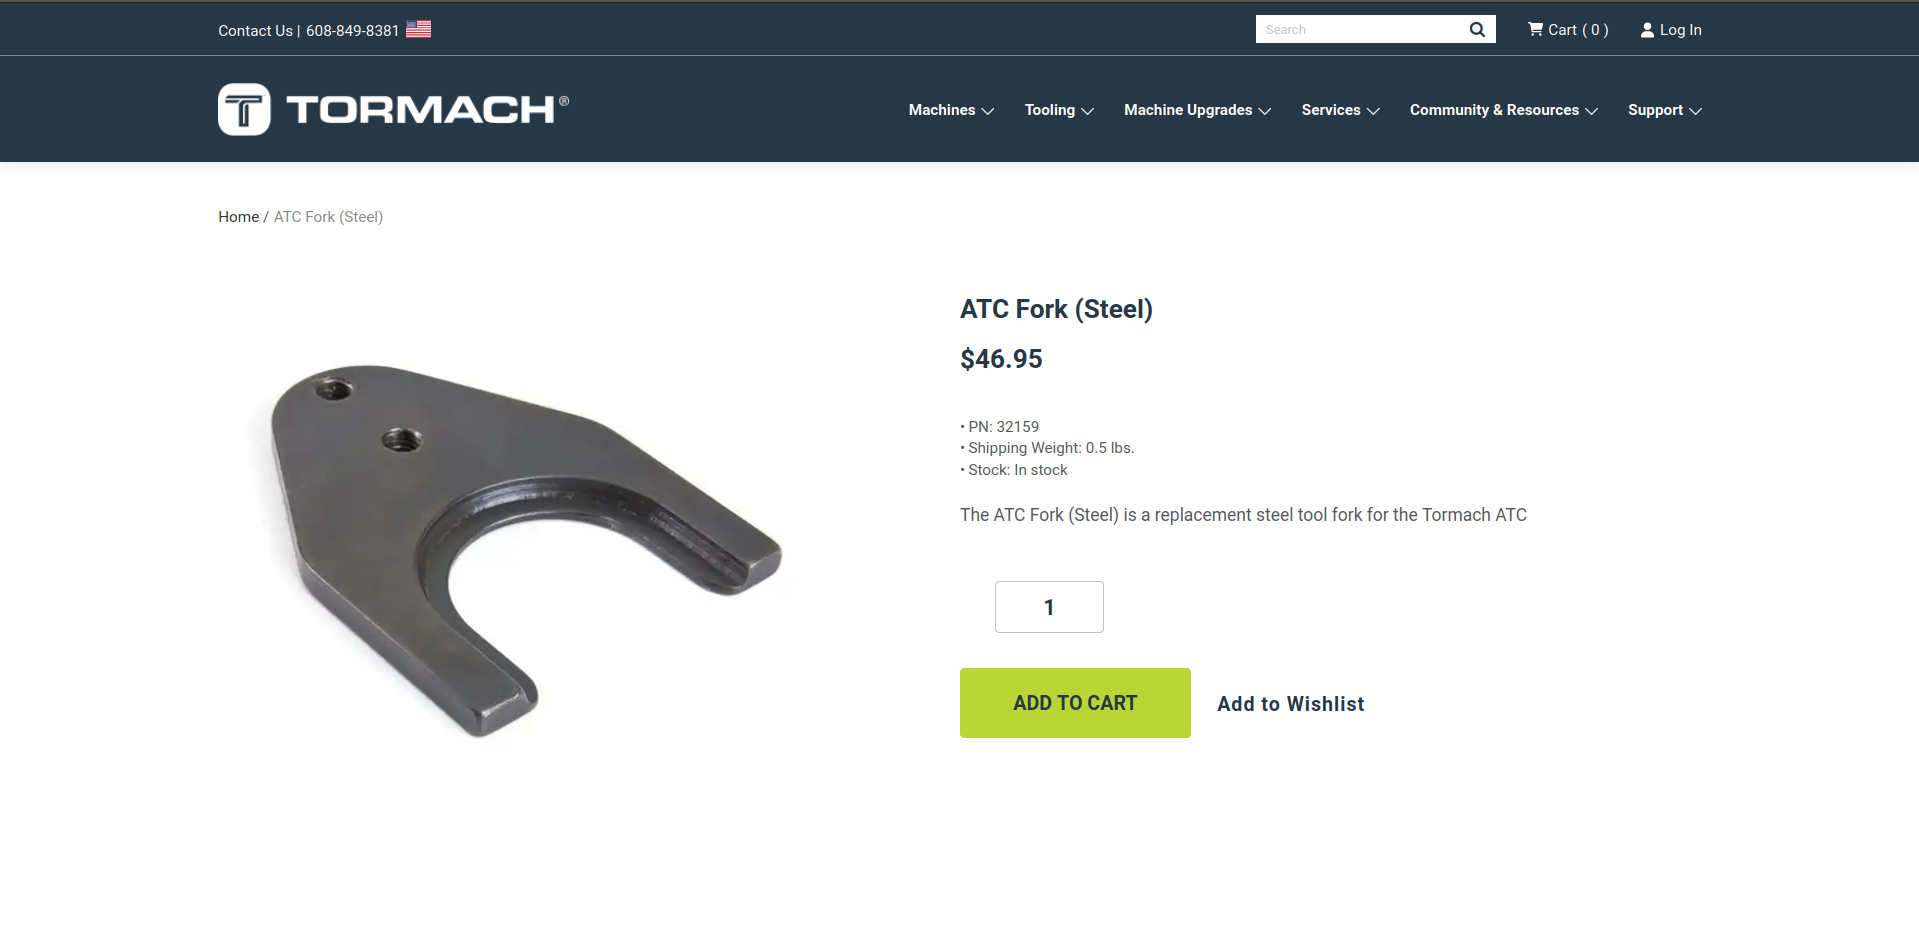 Contact Us | 608-849-8381
Search
Cart ( 0 )
Log In
TORMACH®
Machines
Tooling
Machine Upgrades
Services
Community & Resources
Support
Home / ATC Fork (Steel)
ATC Fork (Steel)
$46.95
• PN: 32159
• Shipping Weight: 0.5 lbs.
• Stock: In stock
The ATC Fork (Steel) is a replacement steel tool fork for the Tormach ATC
1
ADD TO CART
Add to Wishlist